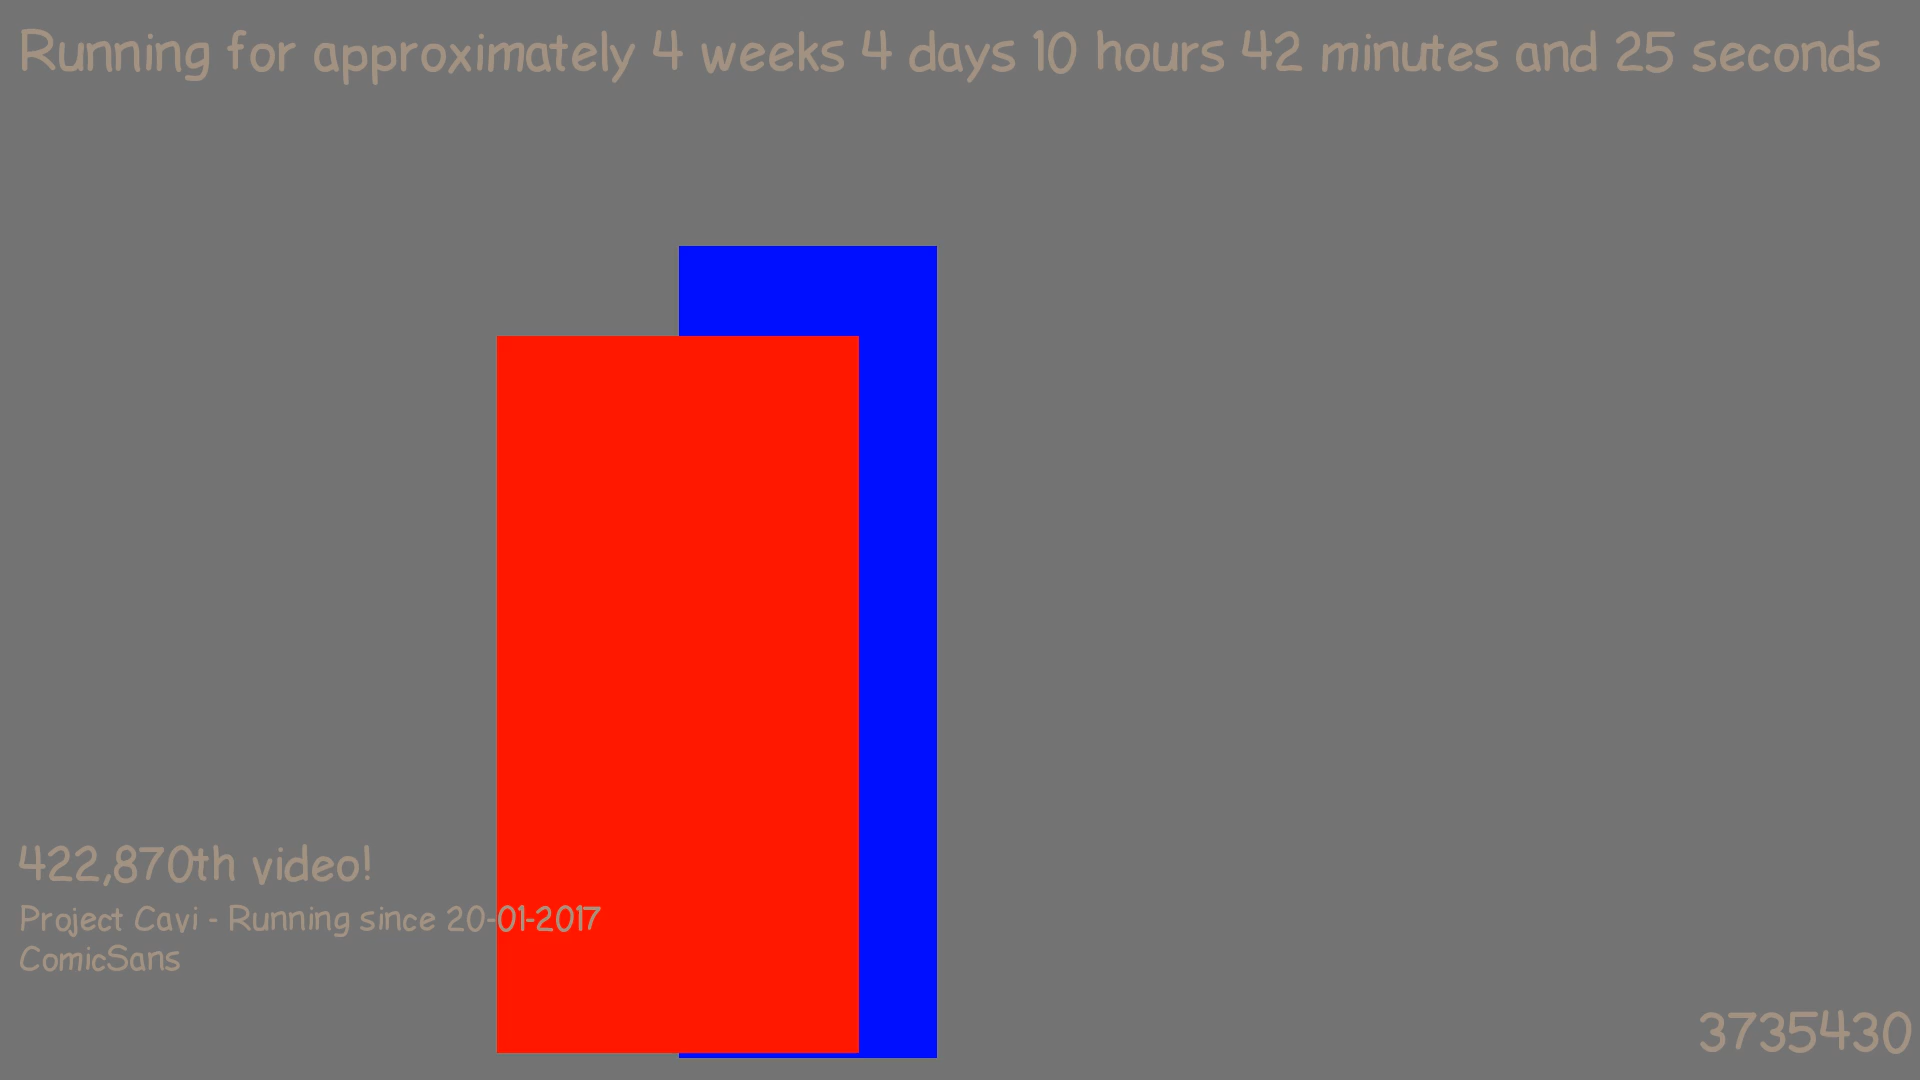 Running for approximately 4 weeks 4 days 10 hours 42 minutes and 25 seconds
422,870th video!
Project Cavi - Running since 20-01-2017
ComicSans
3735430